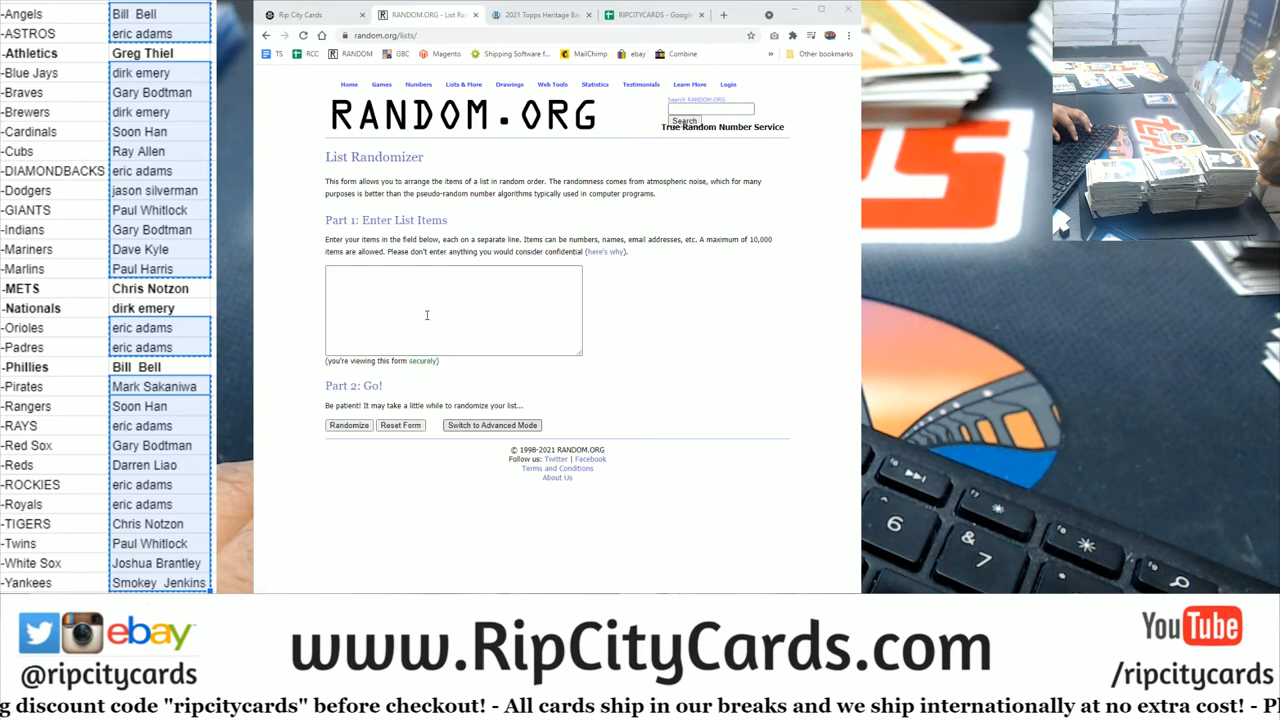 -Angels Bill Bell
-ASTROS eric adams
-Athletics Greg Thiel
-Blue Jays dirk emery
-Braves Gary Bodtman
-Brewers dirk emery
-Cardinals Soon Han
-Cubs Ray Allen
-DIAMONDBACKS eric adams
-Dodgers jason silverman
-GIANTS Paul Whitlock
-Indians Gary Bodtman
-Mariners Dave Kyle
-Marlins Paul Harris
-METS Chris Notzon
-Nationals dirk emery
-Orioles eric adams
-Padres eric adams
-Phillies Bill Bell
-Pirates Mark Sakaniwa
-Rangers Soon Han
-RAYS eric adams
-Red Sox Gary Bodtman
-Reds Darren Liao
-ROCKIES eric adams
-Royals eric adams
-TIGERS Chris Notzon
-Twins Paul Whitlock
-White Sox Joshua Brantley
-Yankees Smokey Jenkins
Rip City Cards
RANDOM.ORG - List Ra
2021 Topps Heritage Ba
RIPCITYCARDS - Google
random.org/lists/
TS RCC RANDOM GBC Magento Shipping Software f... MailChimp ebay Combine » Other bookmarks
Home Games Numbers Lists & More Drawings Web Tools Statistics Testimonials Learn More Login
RANDOM.ORG
Search RANDOM.ORG
Search
True Random Number Service
List Randomizer
This form allows you to arrange the items of a list in random order. The randomness comes from atmospheric noise, which for many
purposes is better than the pseudo-random number algorithms typically used in computer programs.
Part 1: Enter List Items
Enter your items in the field below, each on a separate line. Items can be numbers, names, email addresses, etc. A maximum of 10,000
items are allowed. Please don't enter anything you would consider confidential (here's why).
(you're viewing this form securely)
Part 2: Go!
Be patient! It may take a little while to randomize your list...
Randomize Reset Form Switch to Advanced Mode
© 1998-2021 RANDOM.ORG
Follow us: Twitter | Facebook
Terms and Conditions
About Us
6
&
7
ebay
@ripcitycards
www.RipCityCards.com
YouTube
/ripcitycards
g discount code "ripcitycards" before checkout! - All cards ship in our breaks and we ship internationally at no extra cost! - P